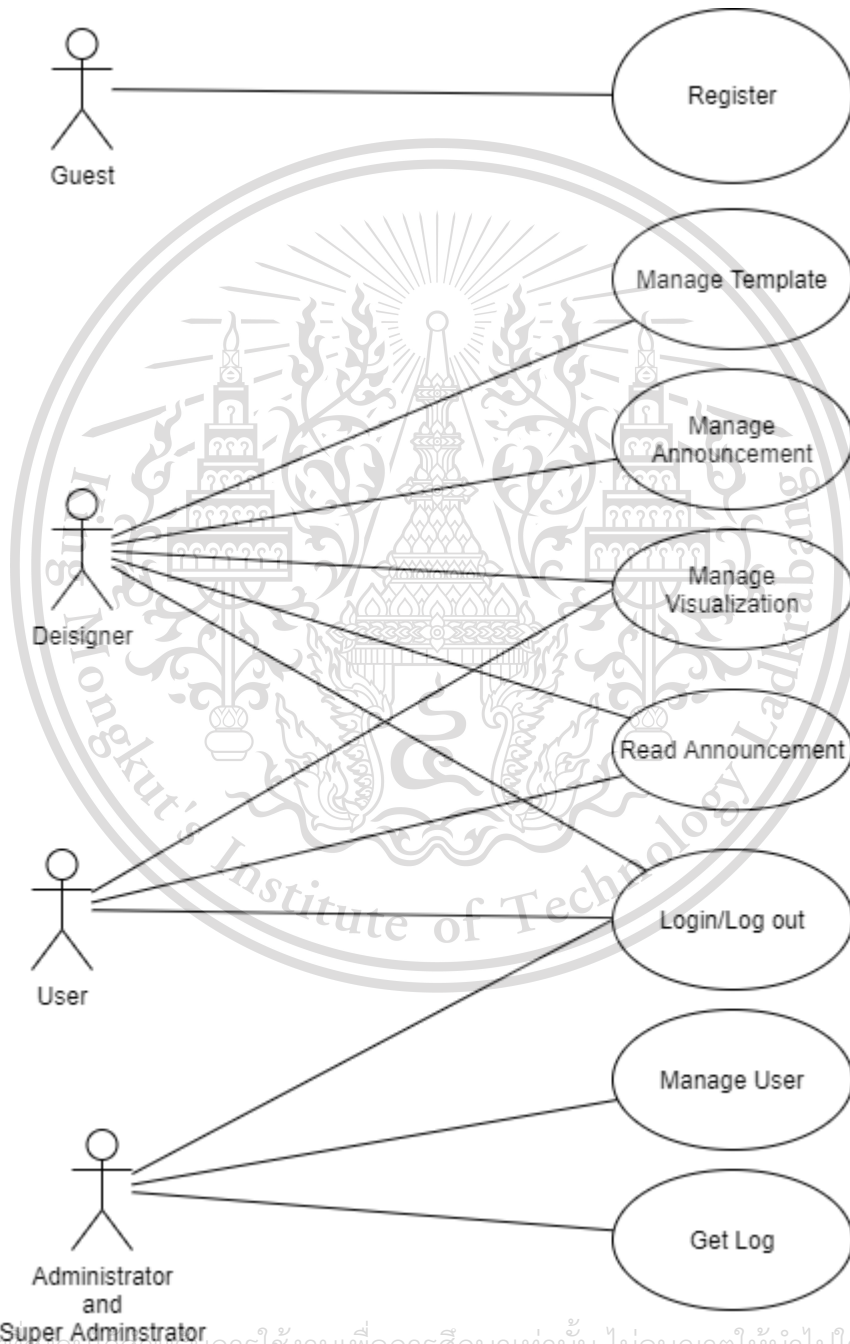 Guest
Register
Manage Template
Manage
Announcement
Deisigner
Manage
Visualization
Read Announcement
User
Login/Log out
Manage User
Get Log
Administrator
and
Super Adminstrator
Mongkut's Institute of Technology Ladkrabang